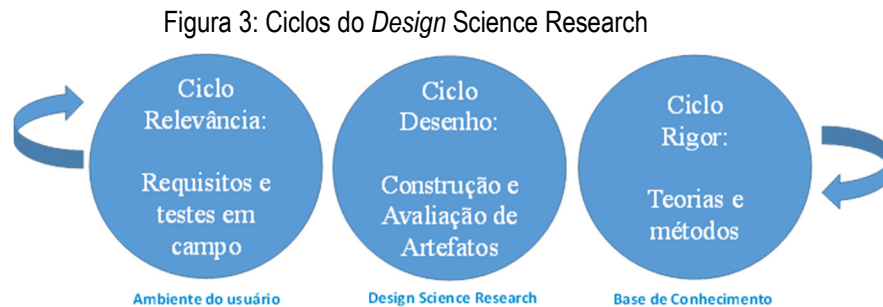 Figura 3: Ciclos do Design Science Research
Ciclo
Relevância:
Requisitos e
testes em
campo
Ambiente do usuário
Ciclo
Desenho:
Construção e
Avaliação de
Artefatos
Design Science Research
Ciclo
Rigor:
Teorias e
métodos
Base de Conhecimento